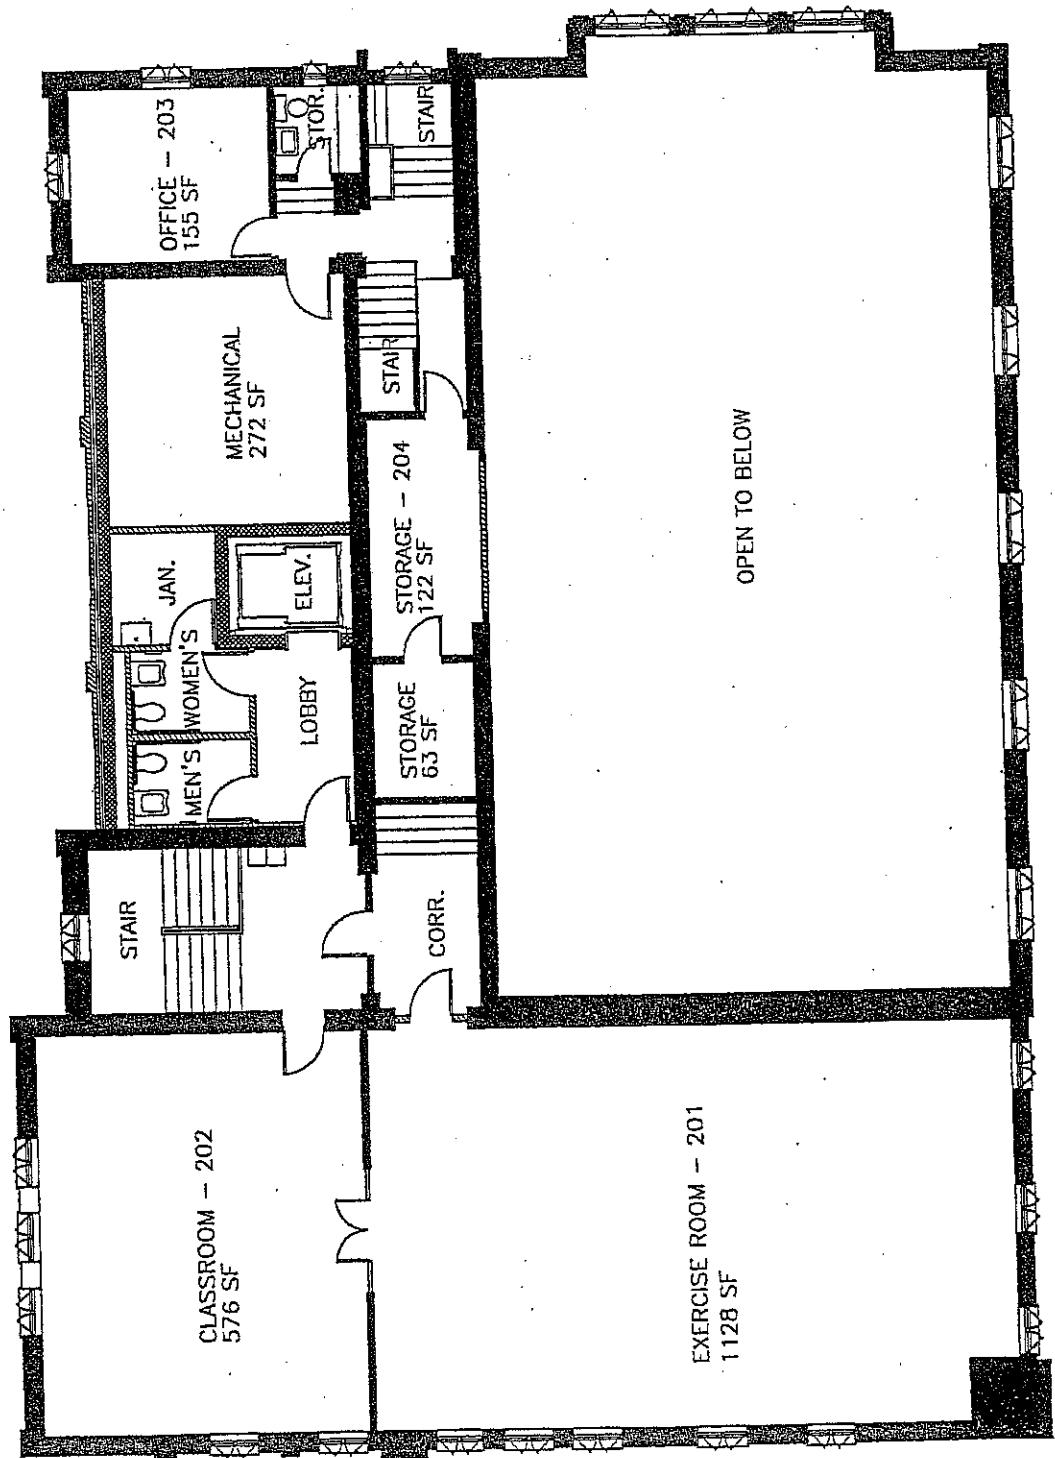 OFFICE - 203
155 SF
STOR.
STAIR
MECHANICAL
272 SF
STAIR
STORAGE - 204
122 SF
OPEN TO BELOW
JAN.
ELEV.
WOMEN'S
MEN'S
LOBBY
STORAGE
63 SF
STAIR
CORR.
CLASSROOM - 202
576 SF
EXERCISE ROOM - 201
1128 SF